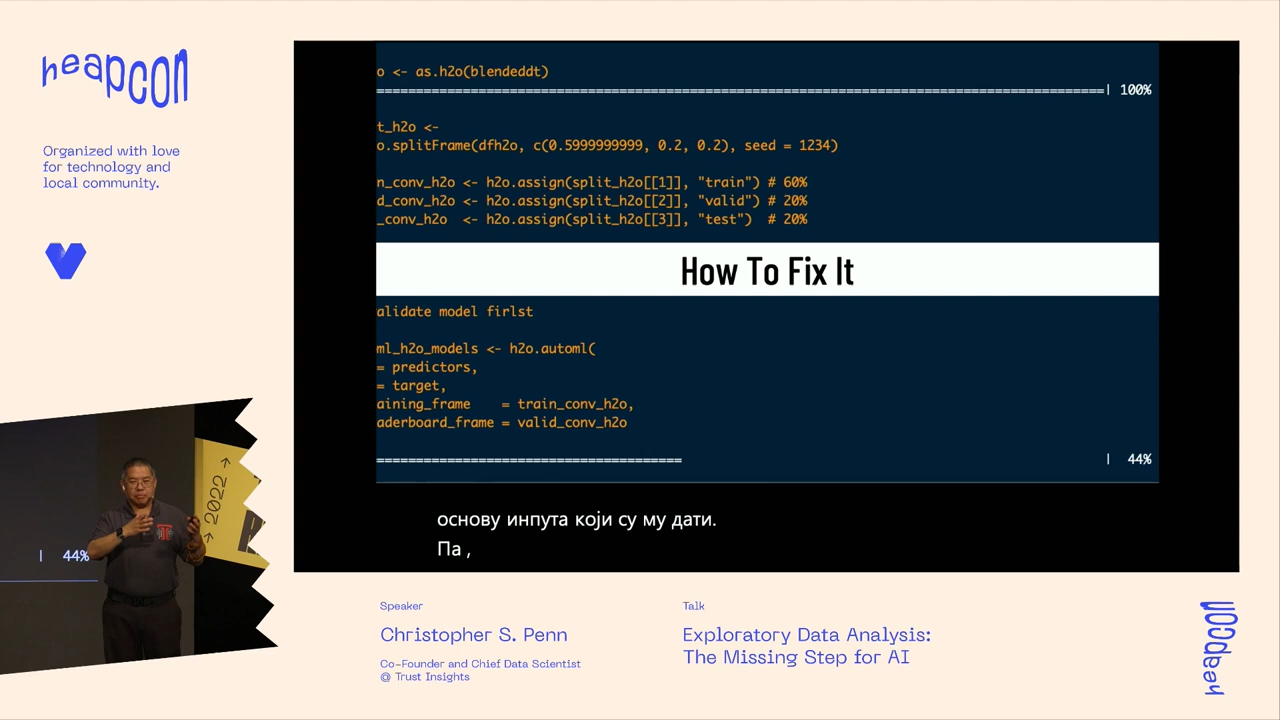 heapcon
Organized with love
for technology and
local community.
o <- as.h2o(blendeddt)
==============================================================================================| 100%
t_h2o <-
o.splitFrame(dfh2o, c(0.5999999999, 0.2, 0.2), seed = 1234)
n_conv_h2o <- h2o.assign(split_h2o[[1]], "train") # 60%
d_conv_h2o <- h2o.assign(split_h2o[[2]], "valid") # 20%
_conv_h2o  <- h2o.assign(split_h2o[[3]], "test")  # 20%
How To Fix It
alidate model firlst
ml_h2o_models <- h2o.automl(
= predictors,
= target,
aining_frame    = train_conv_h2o,
aderboard_frame = valid_conv_h2o
======================================= | 44%
основу инпута који су му дати.
Па ,
→ 2022 →
| 44%
Speaker
Christopher S. Penn
Co-Founder and Chief Data Scientist
@ Trust Insights
Talk
Exploratory Data Analysis:
The Missing Step for AI
heapcon